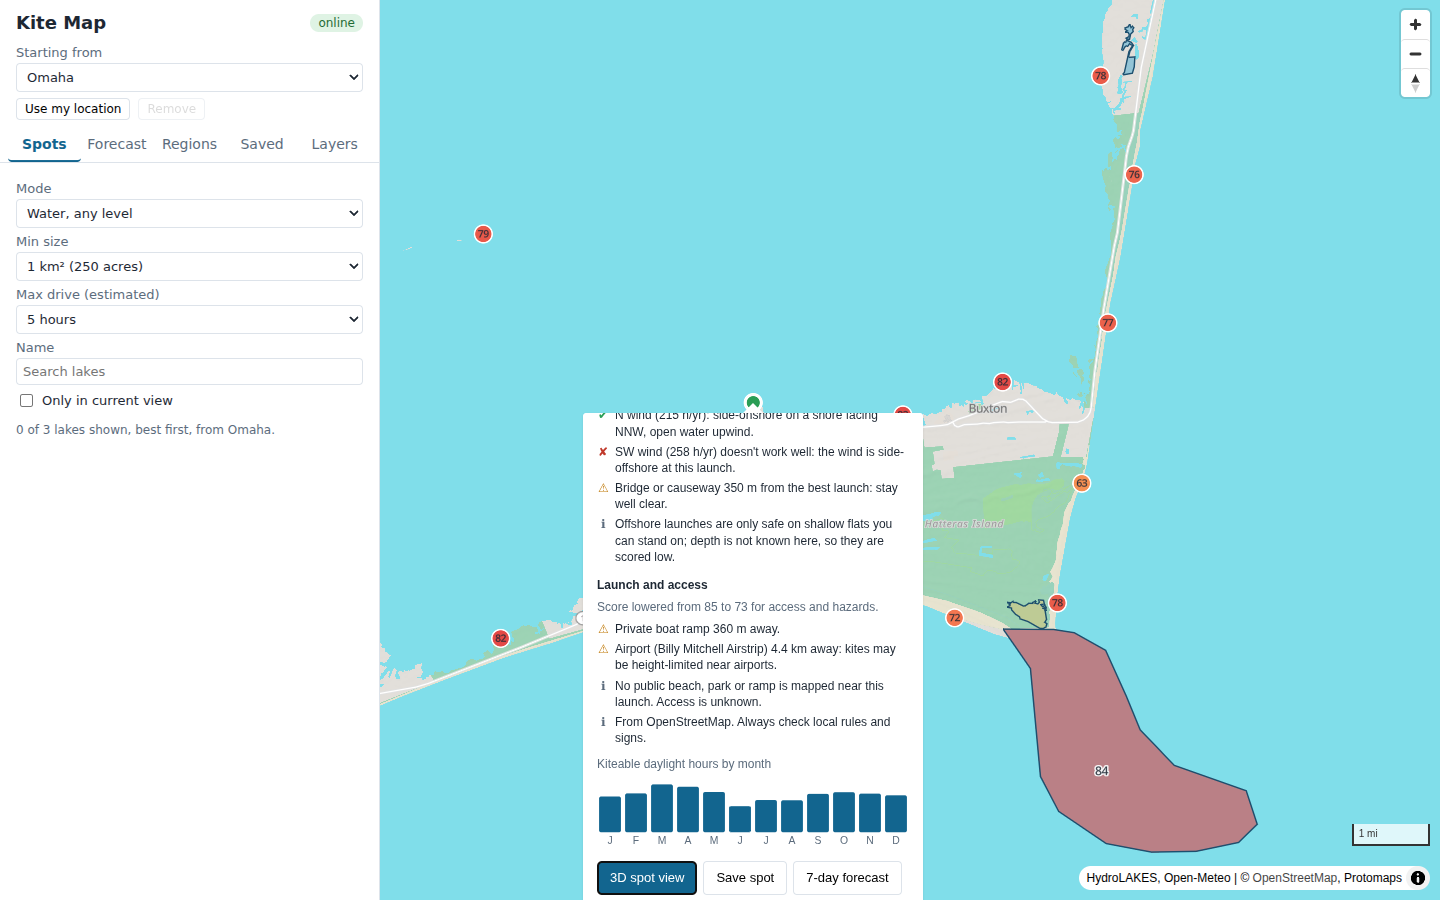 Kite Map
online
Starting from
Omaha
Use my location
Remove
Spots
Forecast
Regions
Saved
Layers
Mode
Water, any level
Min size
1 km² (250 acres)
Max drive (estimated)
5 hours
Name
Search lakes
Only in current view
0 of 3 lakes shown, best first, from Omaha.
78
76
79
77
82
Buxton
63
Hatteras Island
78
72
82
84
N wind (215 h/yr): side-onshore on a shore facing
NNW, open water upwind.
✘ SW wind (258 h/yr) doesn't work well: the wind is side-
offshore at this launch.
⚠ Bridge or causeway 350 m from the best launch: stay
well clear.
ℹ Offshore launches are only safe on shallow flats you
can stand on; depth is not known here, so they are
scored low.
Launch and access
Score lowered from 85 to 73 for access and hazards.
⚠ Private boat ramp 360 m away.
⚠ Airport (Billy Mitchell Airstrip) 4.4 km away: kites may
be height-limited near airports.
ℹ No public beach, park or ramp is mapped near this
launch. Access is unknown.
ℹ From OpenStreetMap. Always check local rules and
signs.
Kiteable daylight hours by month
J F M A M J J A S O N D
3D spot view
Save spot
7-day forecast
1 mi
HydroLAKES, Open-Meteo | © OpenStreetMap, Protomaps